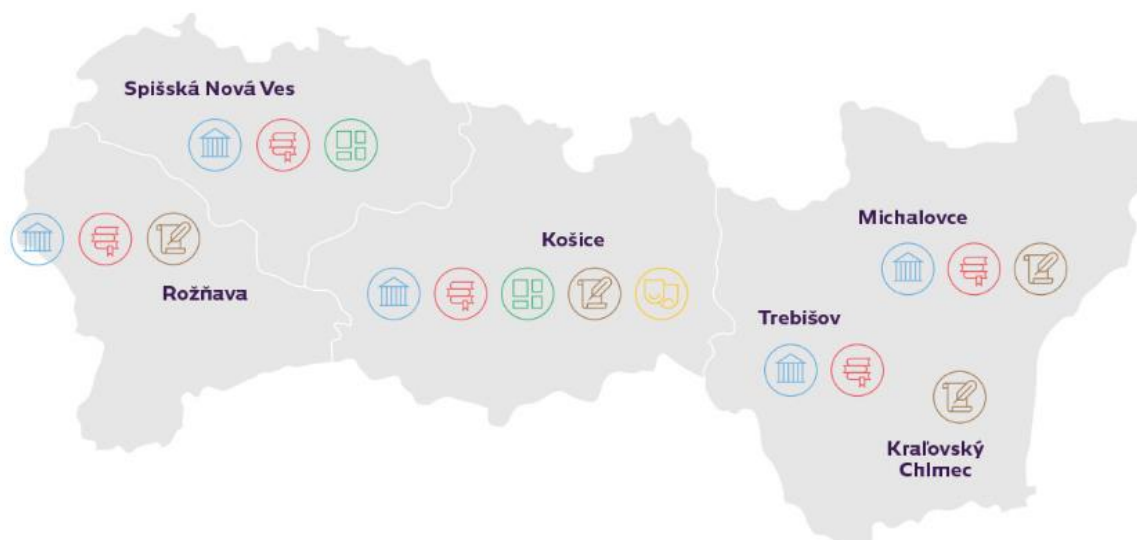 Spišská Nová Ves
Michalovce
Košice
Rožňava
Trebišov
Kraľovský
Chlmec